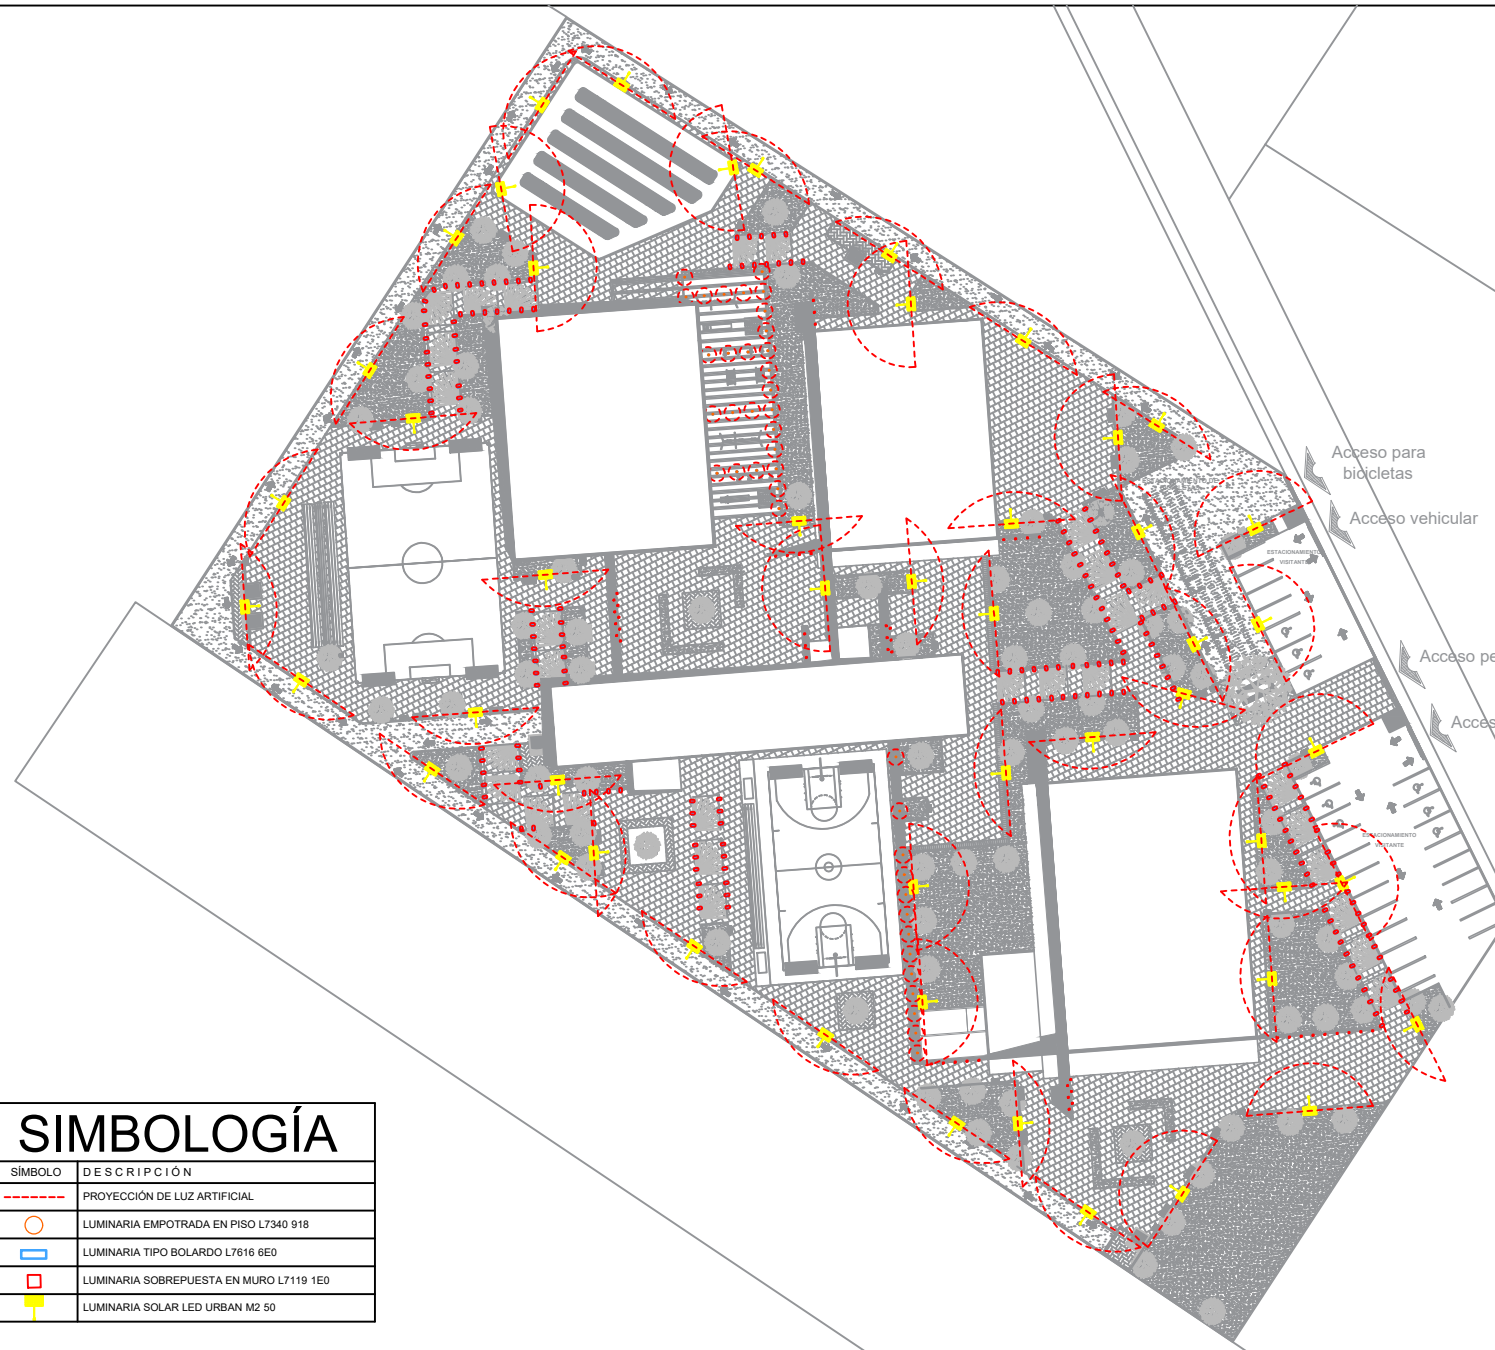 Acceso para
bicicletas
Acceso vehicular
ESTACIONAMIENTO
VISITANTE
Acceso pe
Acces
ESTACIONAMIENTO
VISITANTE
SIMBOLOGÍA
SÍMBOLO DESCRIPCIÓN
PROYECCIÓN DE LUZ ARTIFICIAL
LUMINARIA EMPOTRADA EN PISO L7340 918
LUMINARIA TIPO BOLARDO L7616 6E0
LUMINARIA SOBREPUESTA EN MURO L7119 1E0
LUMINARIA SOLAR LED URBAN M2 50